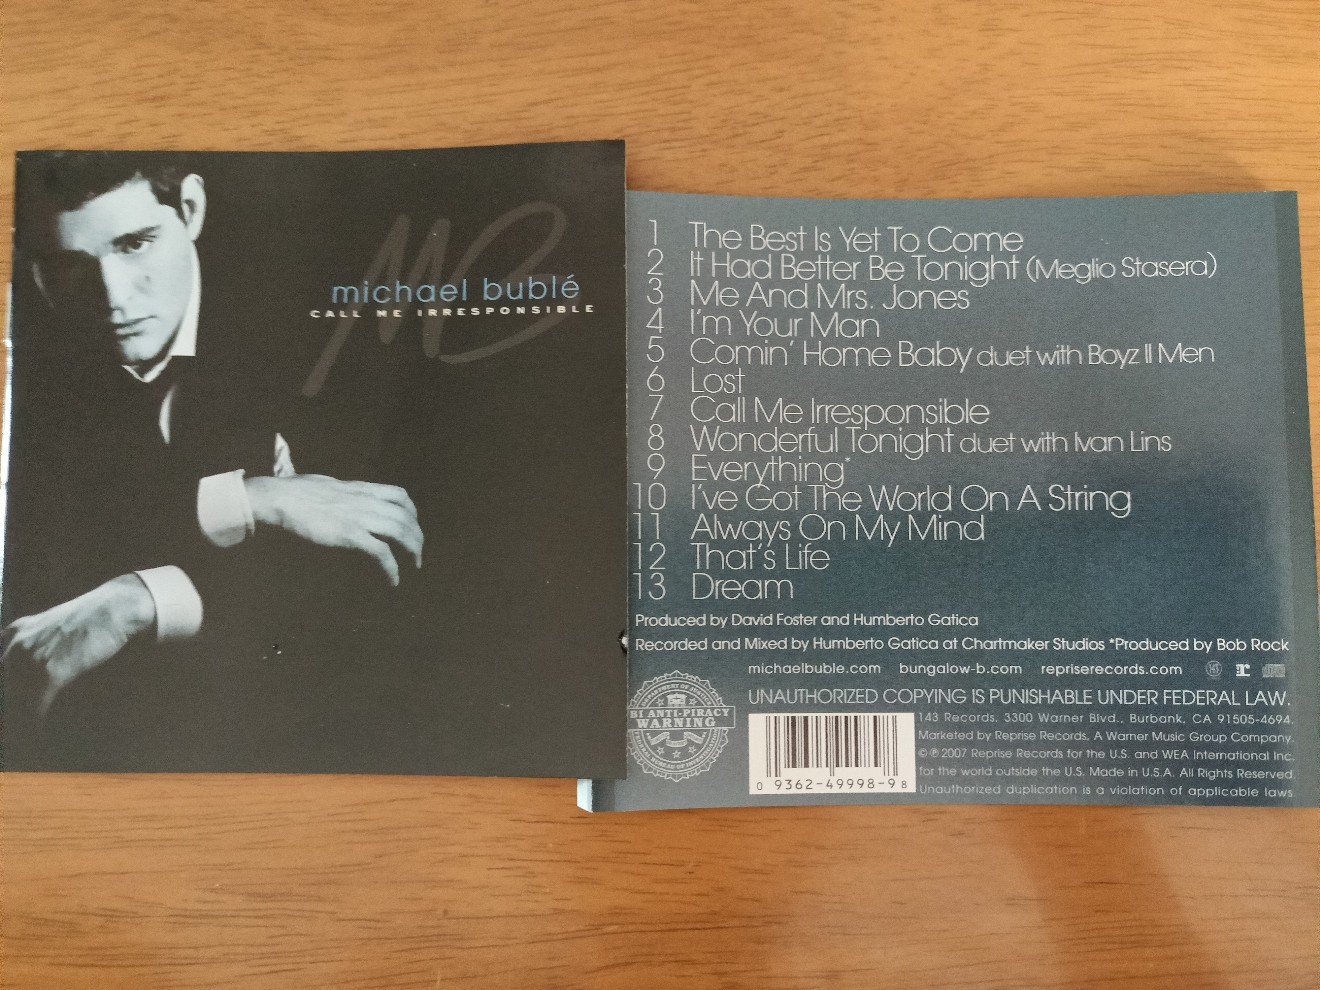 MB
michael bublé
CALL ME IRRESPONSIBLE
1 The Best Is Yet To Come
2 It Had Better Be Tonight (Meglio Stasera)
3 Me And Mrs. Jones
4 I'm Your Man
5 Comin' Home Baby duet with Boyz II Men
6 Lost
7 Call Me Irresponsible
8 Wonderful Tonight duet with Ivan Lins
9 Everything*
10 I've Got The World On A String
11 Always On My Mind
12 That's Life
13 Dream
Produced by David Foster and Humberto Gatica
Recorded and Mixed by Humberto Gatica at Chartmaker Studios *Produced by Bob Rock
michaelbuble.com bungalow-b.com repriserecords.com 143 r
UNAUTHORIZED COPYING IS PUNISHABLE UNDER FEDERAL LAW.
BI ANTI-PIRACY
WARNING
0 9362-49998-9 8
143 Records, 3300 Warner Blvd., Burbank, CA 91505-4694.
Marketed by Reprise Records, A Warner Music Group Company.
© ℗ 2007 Reprise Records for the U.S. and WEA International Inc.
for the world outside the U.S. Made in U.S.A. All Rights Reserved.
Unauthorized duplication is a violation of applicable laws.